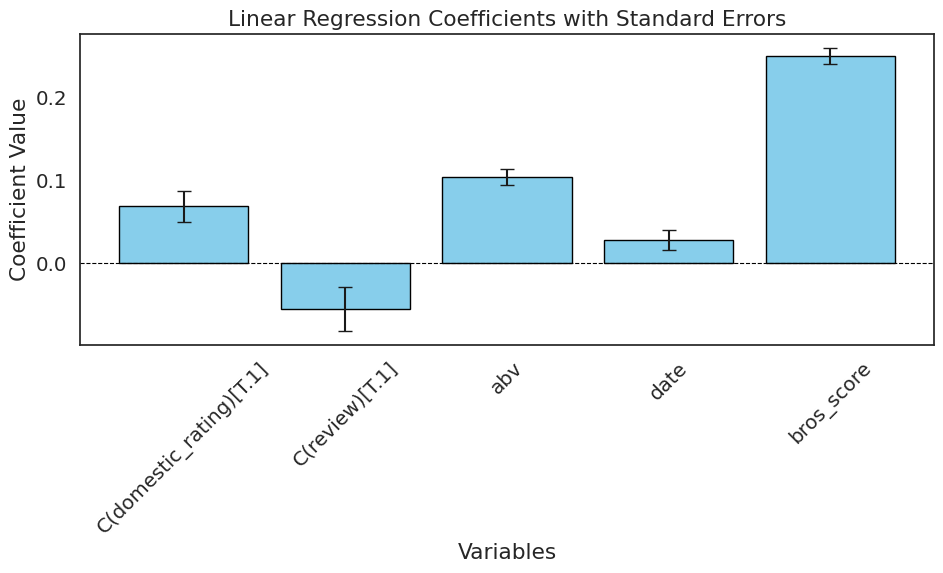 Linear Regression Coefficients with Standard Errors
Coefficient Value
0.2
0.1
0.0
C(domestic_rating)[T.1]
C(review)[T.1]
abv
date
bros_score
Variables